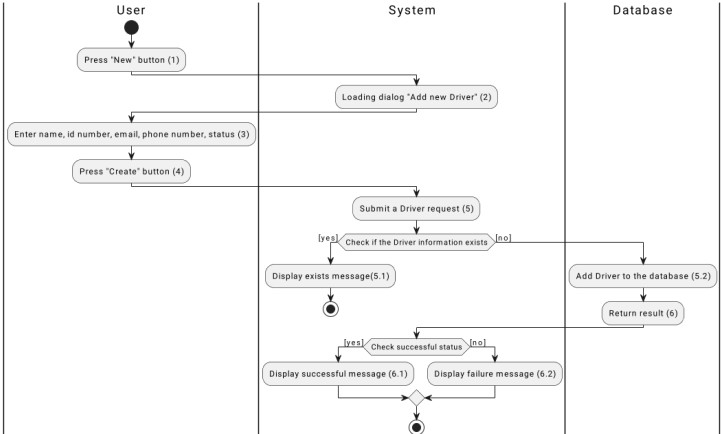 User
System
Database
Press "New" button (1)
Loading dialog "Add new Driver" (2)
Enter name, id number, email, phone number, status (3)
Press "Create" button (4)
Submit a Driver request (5)
[yes]
Check if the Driver information exists
[no]
Display exists message(5.1)
Add Driver to the database (5.2)
Return result (6)
[yes]
Check successful status
[no]
Display successful message (6.1)
Display failure message (6.2)